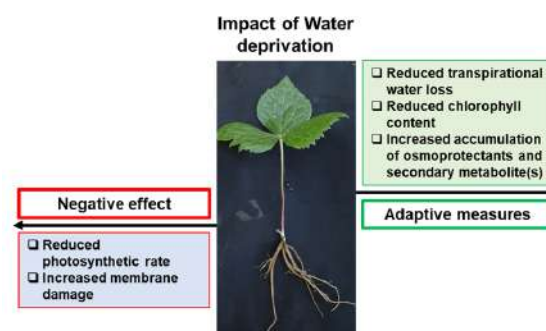 Impact of Water
deprivation
❑ Reduced transpirational
water loss
❑ Reduced chlorophyll
content
❑ Increased accumulation
of osmoprotectants and
secondary metabolite(s)
Negative effect
Adaptive measures
❑ Reduced
photosynthetic rate
❑ Increased membrane
damage